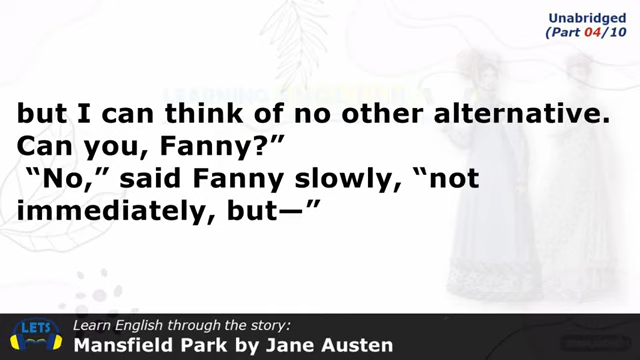 Unabridged
(Part 04/10
but I can think of no other alternative.
Can you, Fanny?”
“No,” said Fanny slowly, “not
immediately, but—”
LETS
Learn English through the story:
Mansfield Park by Jane Austen